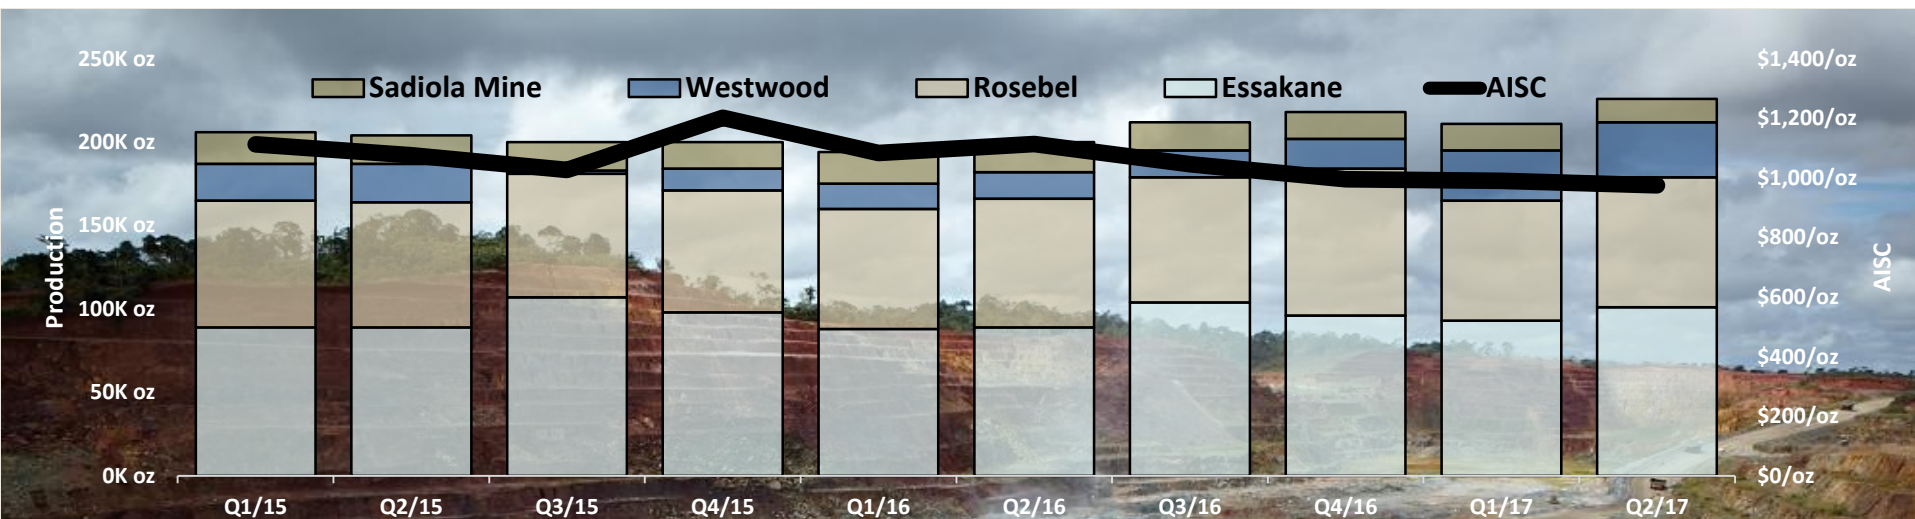 250K oz
200K oz
150K oz
100K oz
50K oz
0K oz
Production
Sadiola Mine Westwood Rosebel Essakane AISC
$1,400/oz
$1,200/oz
$1,000/oz
$800/oz
$600/oz
$400/oz
$200/oz
$0/oz
AISC
Q1/15 Q2/15 Q3/15 Q4/15 Q1/16 Q2/16 Q3/16 Q4/16 Q1/17 Q2/17